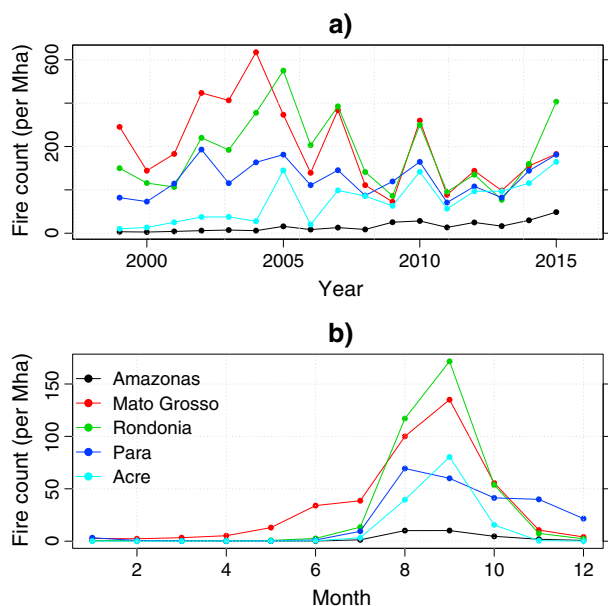 a)
Fire count (per Mha)
600
200
0
2000 2005 2010 2015
Year
b)
Fire count (per Mha)
150
100
50
0
Amazonas
Mato Grosso
Rondonia
Para
Acre
2 4 6 8 10 12
Month